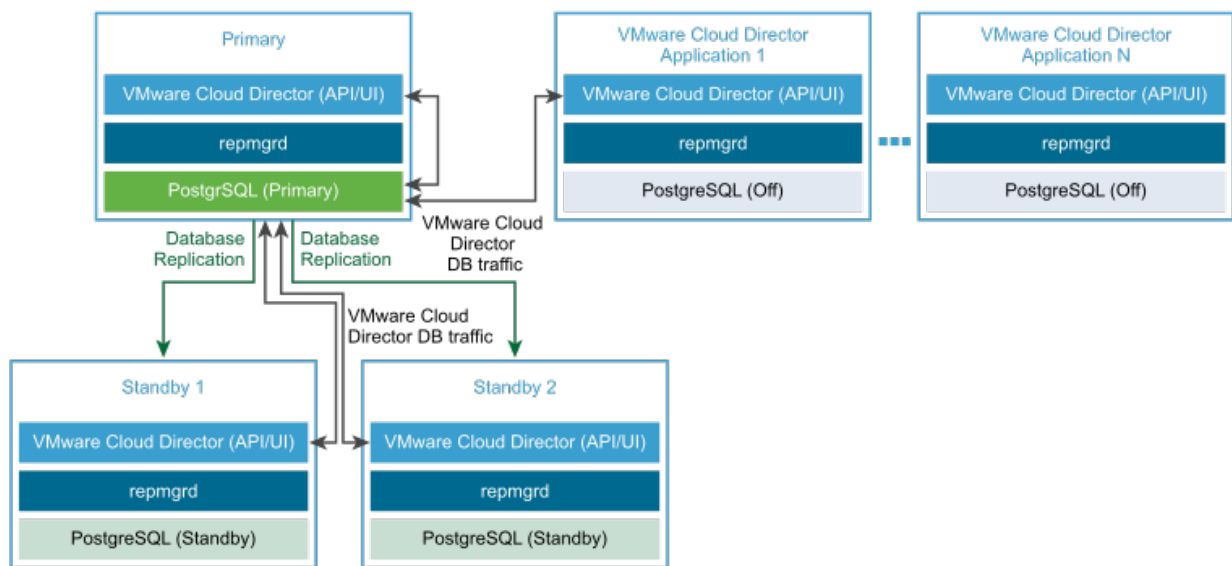 Primary
VMware Cloud Director (API/UI)
repmgrd
PostgrSQL (Primary)
VMware Cloud Director
Application 1
VMware Cloud Director (API/UI)
repmgrd
PostgreSQL (Off)
VMware Cloud Director
Application N
VMware Cloud Director (API/UI)
repmgrd
PostgreSQL (Off)
Database
Replication
Database
Replication
VMware Cloud
Director
DB traffic
VMware Cloud
Director DB traffic
Standby 1
VMware Cloud Director (API/UI)
repmgrd
PostgreSQL (Standby)
Standby 2
VMware Cloud Director (API/UI)
repmgrd
PostgreSQL (Standby)